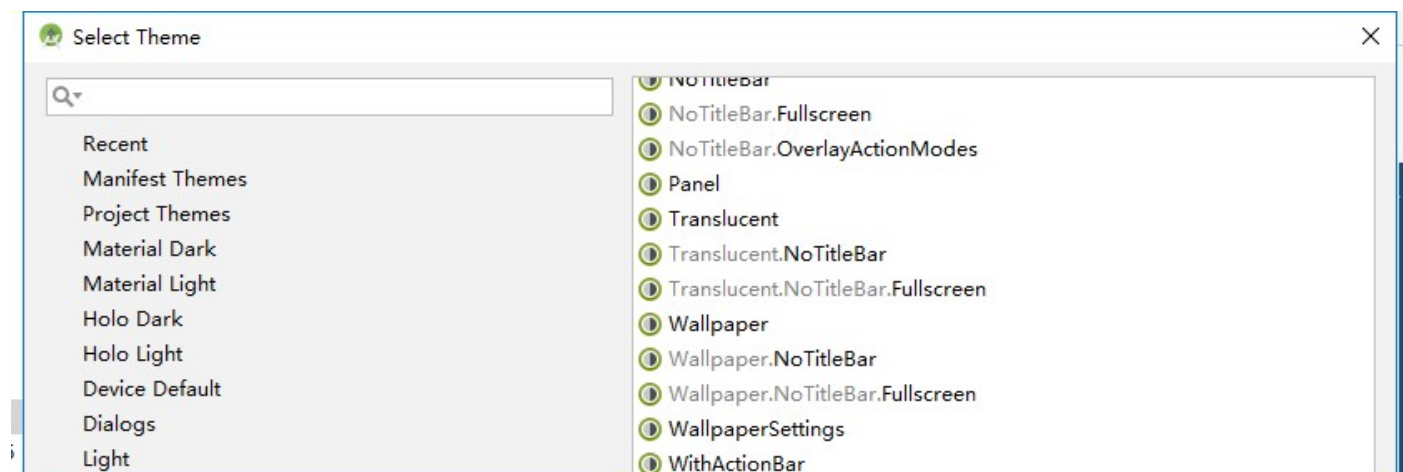 Select Theme
Recent
Manifest Themes
Project Themes
Material Dark
Material Light
Holo Dark
Holo Light
Device Default
Dialogs
Light
NoTitleBar
NoTitleBar.Fullscreen
NoTitleBar.OverlayActionModes
Panel
Translucent
Translucent.NoTitleBar
Translucent.NoTitleBar.Fullscreen
Wallpaper
Wallpaper.NoTitleBar
Wallpaper.NoTitleBar.Fullscreen
WallpaperSettings
WithActionBar